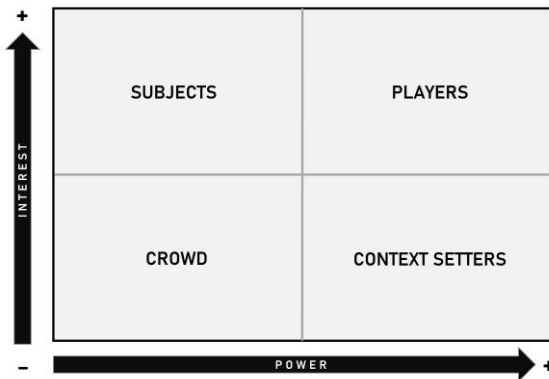 +
SUBJECTS
PLAYERS
INTEREST
CROWD
CONTEXT SETTERS
–
POWER
+